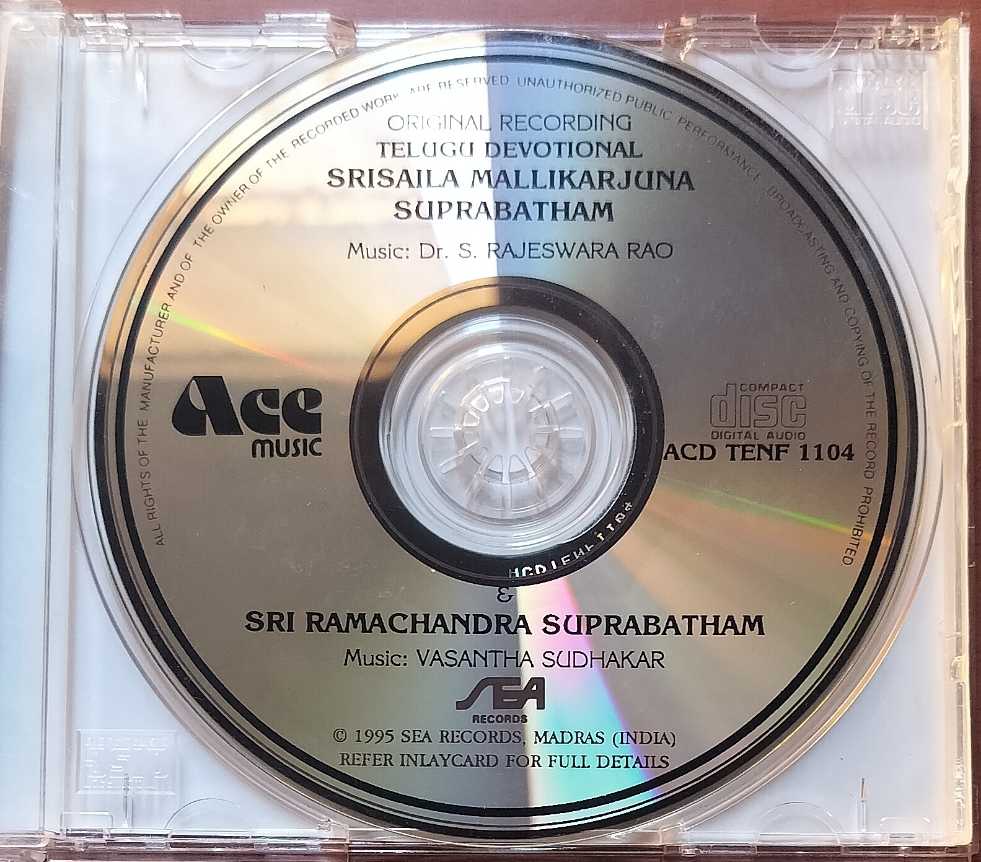 ALL RIGHTS OF THE MANUFACTURER AND OF THE OWNER OF THE RECORDED WORK ARE RESERVED. UNAUTHORIZED PUBLIC PERFORMANCE, BROADCASTING AND COPYING OF THE RECORD PROHIBITED
ORIGINAL RECORDING
TELUGU DEVOTIONAL
SRISAILA MALLIKARJUNA
SUPRABATHAM
Music: Dr. S. RAJESWARA RAO
Ace
MUSIC
COMPACT
disc
DIGITAL AUDIO
ACD TENF 1104
&
SRI RAMACHANDRA SUPRABATHAM
Music: VASANTHA SUDHAKAR
SEA
RECORDS
© 1995 SEA RECORDS, MADRAS (INDIA)
REFER INLAYCARD FOR FULL DETAILS
disc